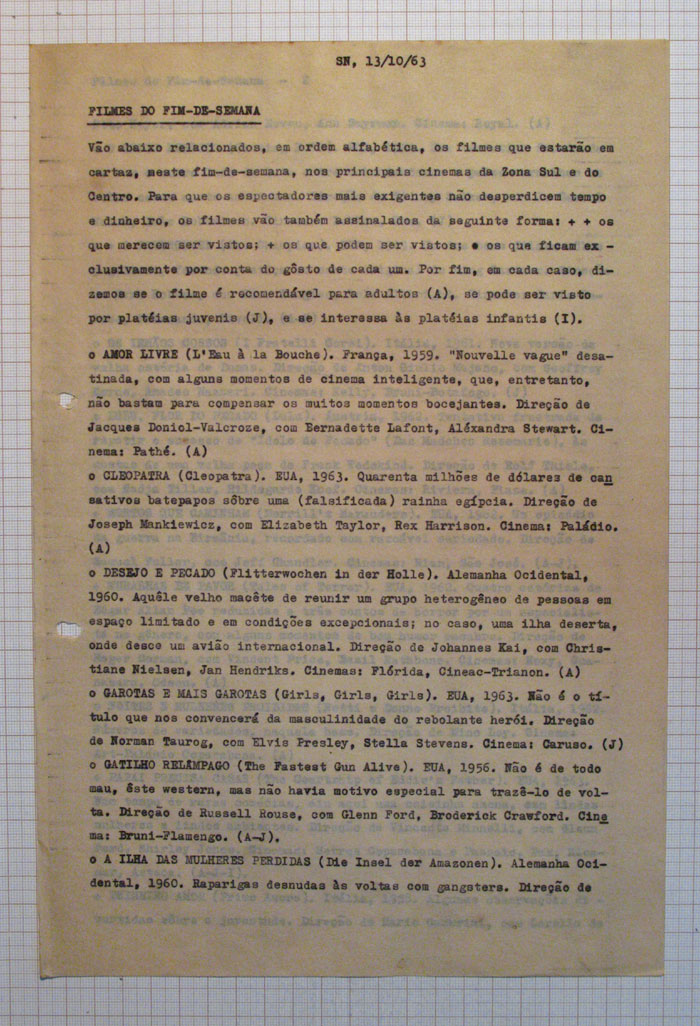 SN, 13/10/63
FILMES DO FIM-DE-SEMANA
Vão abaixo relacionados, em ordem alfabética, os filmes que estarão em
cartaz, neste fim-de-semana, nos principais cinemas da Zona Sul e do
Centro. Para que os espectadores mais exigentes não desperdicem tempo
e dinheiro, os filmes vão também assinalados da seguinte forma: + + os
que merecem ser vistos; + os que podem ser vistos; o os que ficam ex -
clusivamente por conta do gôsto de cada um. Por fim, em cada caso, di-
zemos se o filme é recomendável para adultos (A), se pode ser visto
por platéias juvenis (J), e se interessa às platéias infantis (I).
o AMOR LIVRE (L'Eau à la Bouche). França, 1959. "Nouvelle vague" desa-
tinada, com alguns momentos de cinema inteligente, que, entretanto,
não bastam para compensar os muitos momentos bocejantes. Direção de
Jacques Doniol-Valcroze, com Bernadette Lafont, Aléxandra Stewart. Ci-
nema: Pathé. (A)
o CLEOPATRA (Cleopatra). EUA, 1963. Quarenta milhões de dólares de can
sativos batepapos sôbre uma (falsificada) rainha egípcia. Direção de
Joseph Mankiewicz, com Elizabeth Taylor, Rex Harrison. Cinema: Paládio.
(A)
o DESEJO E PECADO (Flitterwochen in der Holle). Alemanha Ocidental,
1960. Aquêle velho macête de reunir um grupo heterogêneo de pessoas em
espaço limitado e em condições excepcionais; no caso, uma ilha deserta,
onde desce um avião internacional. Direção de Johannes Kai, com Chris-
tiane Nielsen, Jan Hendriks. Cinemas: Flórida, Cineac-Trianon. (A)
o GAROTAS E MAIS GAROTAS (Girls, Girls, Girls). EUA, 1963. Não é o tí-
tulo que nos convencerá da masculinidade do rebolante herói. Direção
de Norman Taurog, com Elvis Presley, Stella Stevens. Cinema: Caruso. (J)
o GATILHO RELÂMPAGO (The Fastest Gun Alive). EUA, 1956. Não é de todo
mau, êste western, mas não havia motivo especial para trazê-lo de vol-
ta. Direção de Russell Rouse, com Glenn Ford, Broderick Crawford. Cine
ma: Bruni-Flamengo. (A-J).
o A ILHA DAS MULHERES PERDIDAS (Die Insel der Amazonen). Alemanha Oci-
dental, 1960. Raparigas desnudas às voltas com gangsters. Direção de